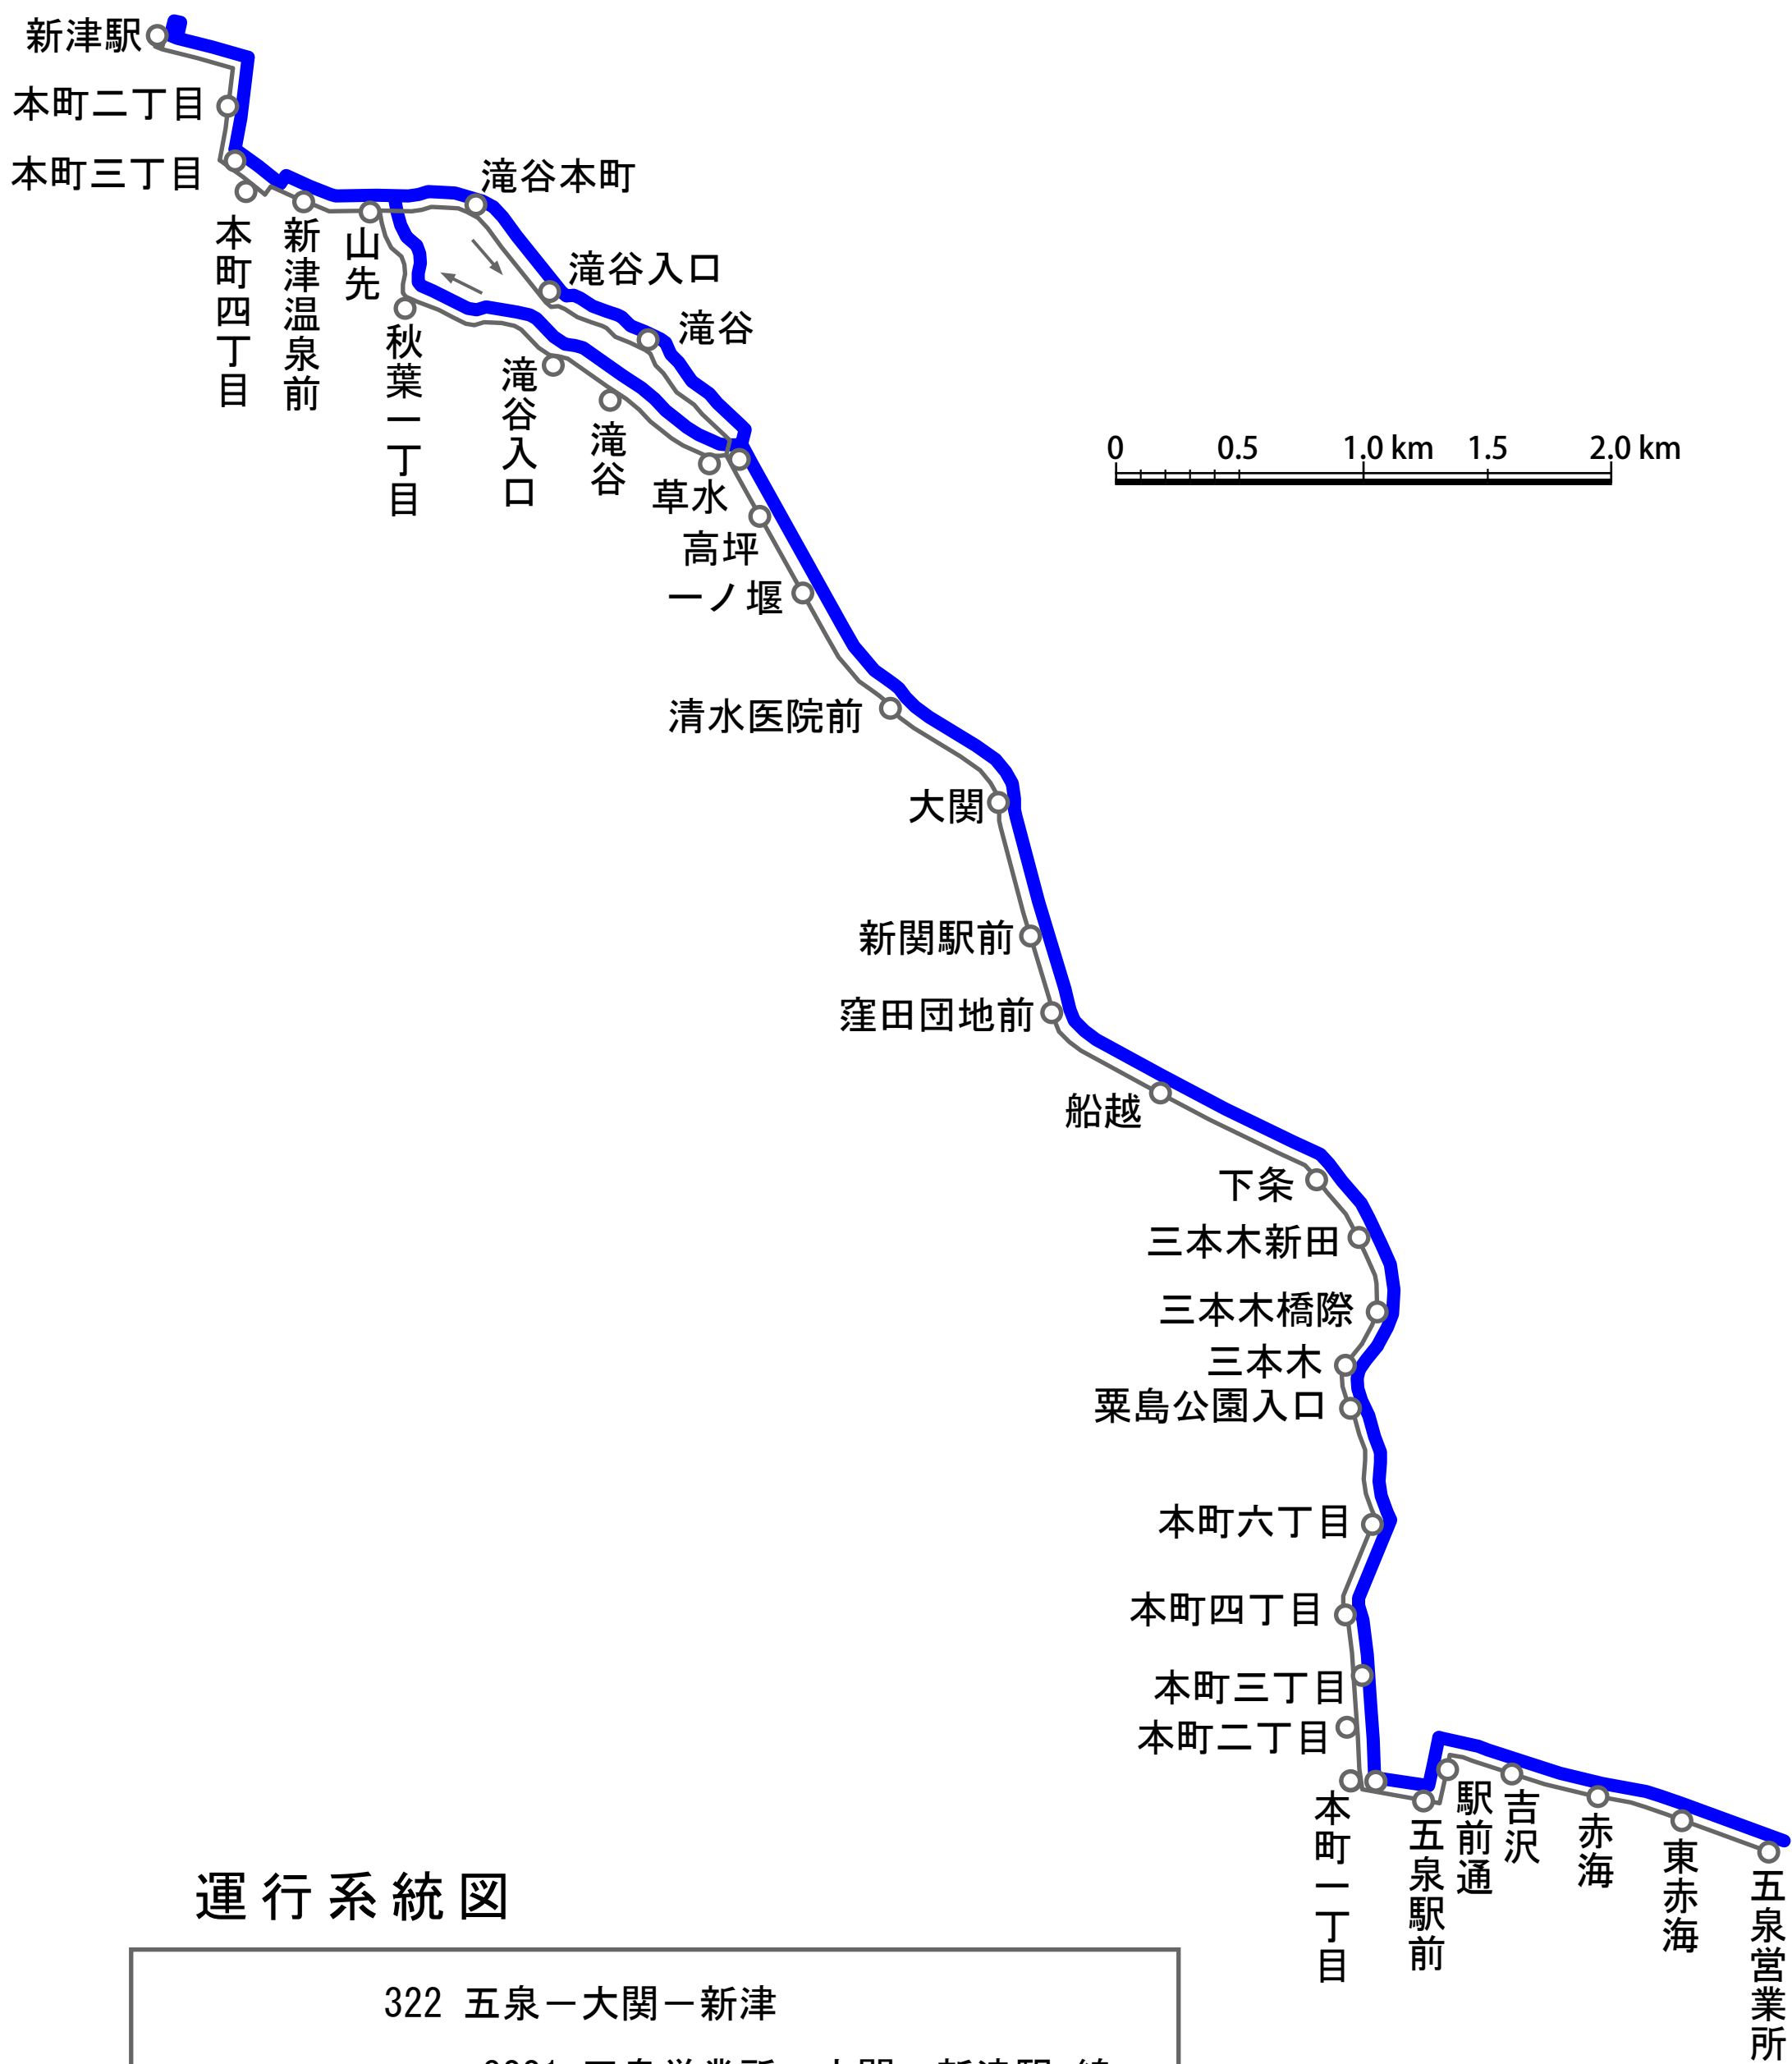 新津駅
本町二丁目
本町三丁目
本町四丁目
新津温泉前
山先
滝谷本町
滝谷入口
滝谷
秋葉一丁目
滝谷入口
滝谷
草水
高坪
一ノ堰
0 0.5 1.0 km 1.5 2.0 km
清水医院前
大関
新関駅前
窪田団地前
船越
下条
三本木新田
三本木橋際
三本木
粟島公園入口
本町六丁目
本町四丁目
本町三丁目
本町二丁目
本町一丁目
五泉駅前
駅前通
吉沢
赤海
東赤海
五泉営業所
運行系統図
322 五泉－大関－新津